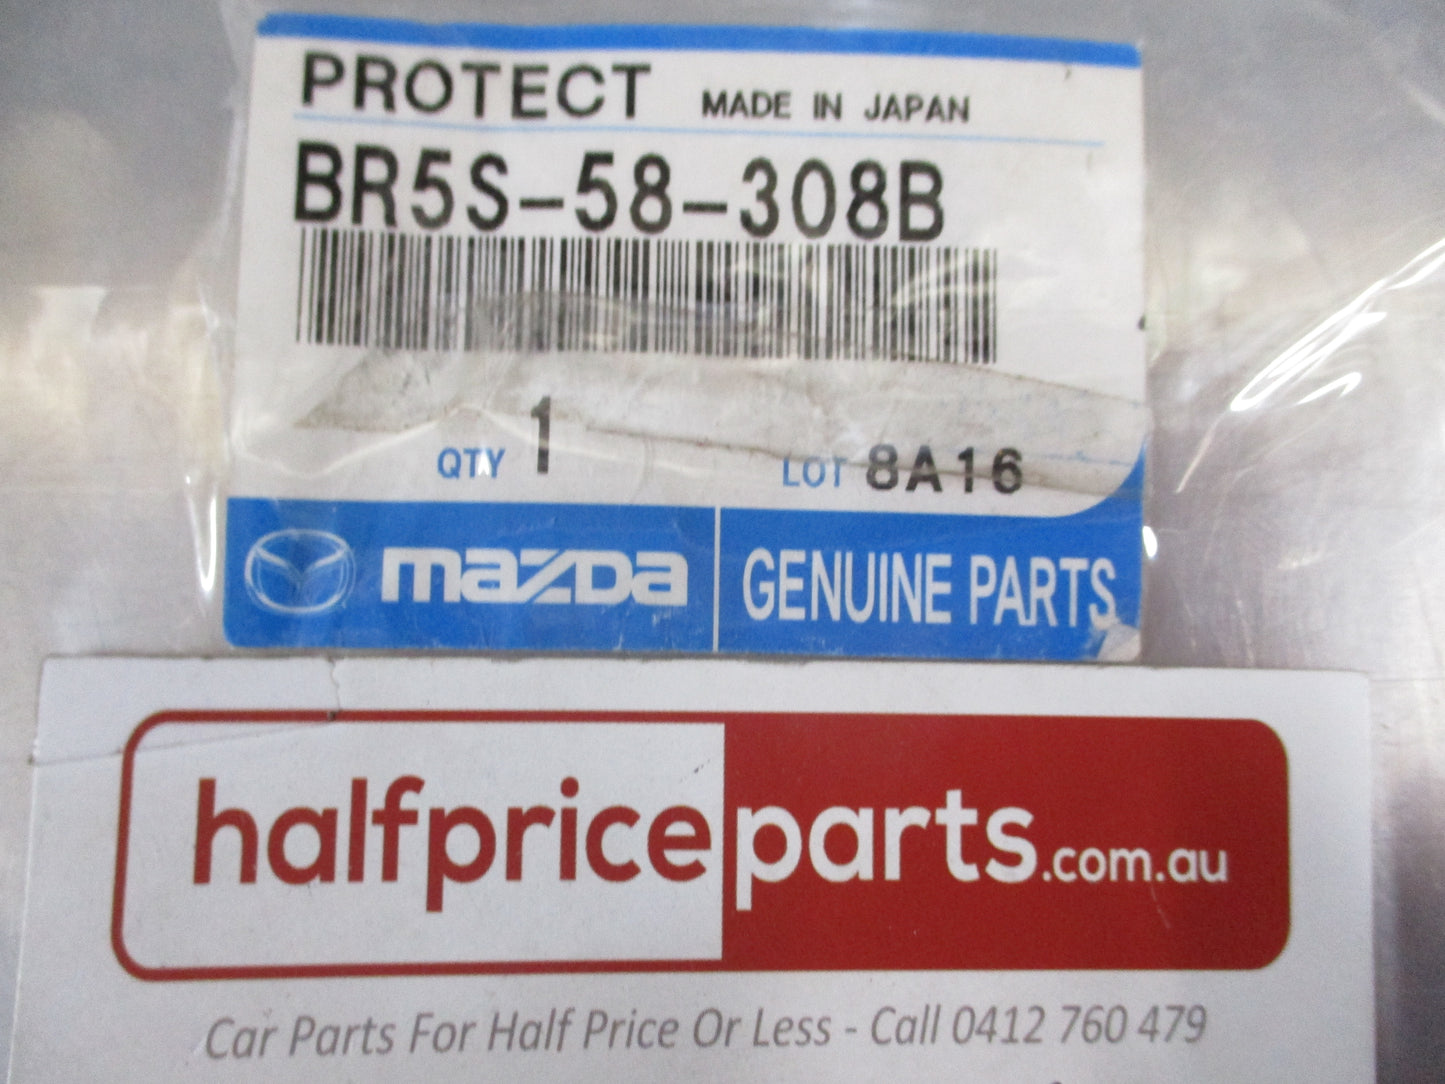 PROTECT MADE IN JAPAN
BR5S-58-308B
QTY 1 LOT 8A16
mazda GENUINE PARTS
halfpriceparts.com.au
Car Parts For Half Price Or Less - Call 0412 760 479